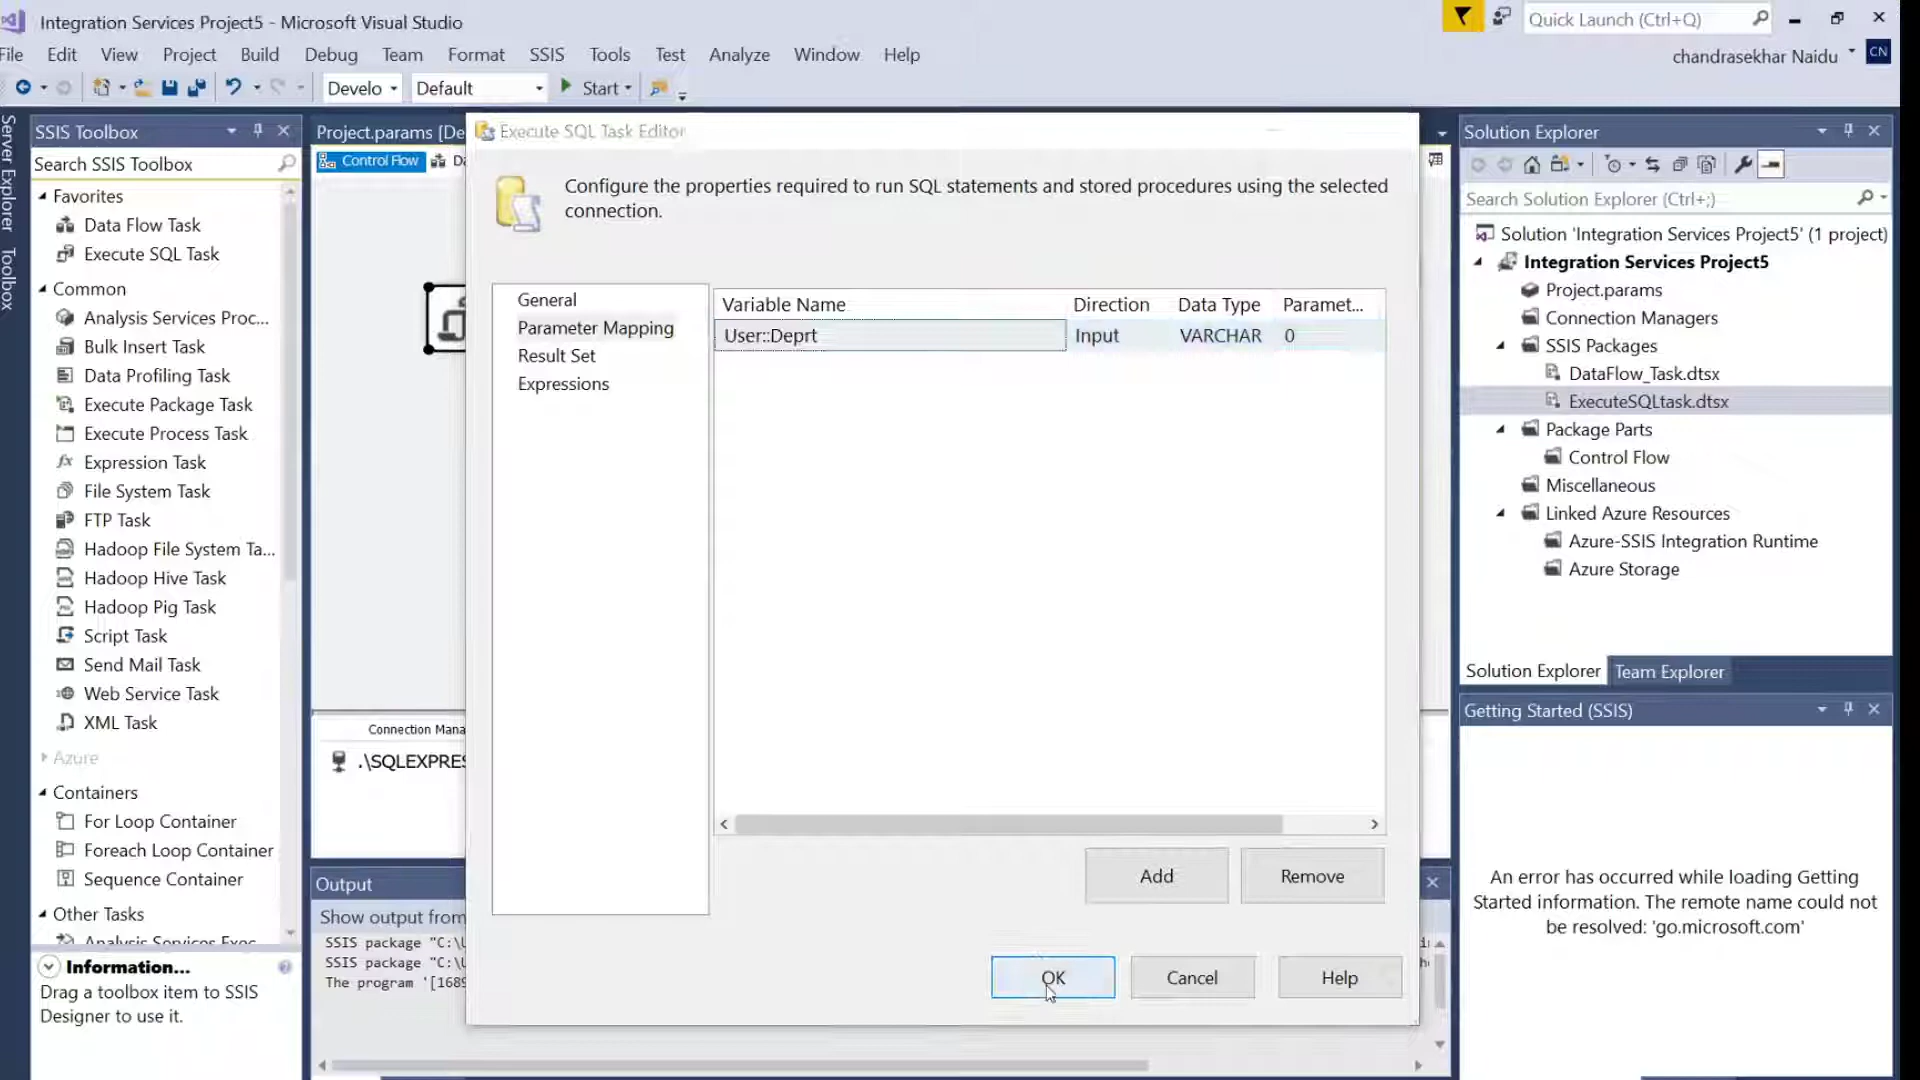 Integration Services Project5 - Microsoft Visual Studio
Quick Launch (Ctrl+Q)
File Edit View Project Build Debug Team Format SSIS Tools Test Analyze Window Help
chandrasekhar Naidu
CN
Develo Default Start
Server Explorer
Toolbox
SSIS Toolbox
Search SSIS Toolbox
Favorites
Data Flow Task
Execute SQL Task
Common
Analysis Services Proc...
Bulk Insert Task
Data Profiling Task
Execute Package Task
Execute Process Task
Expression Task
File System Task
FTP Task
Hadoop File System Ta...
Hadoop Hive Task
Hadoop Pig Task
Script Task
Send Mail Task
Web Service Task
XML Task
Azure
Containers
For Loop Container
Foreach Loop Container
Sequence Container
Other Tasks
Analysis Services Exec
Information...
Drag a toolbox item to SSIS
Designer to use it.
Project.params [De
Control Flow Da
Connection Mana
.\SQLEXPRES
Output
Show output from
SSIS package "C:\U
SSIS package "C:\U
The program '[1689
Execute SQL Task Editor
Configure the properties required to run SQL statements and stored procedures using the selected
connection.
General
Parameter Mapping
Result Set
Expressions
Variable Name Direction Data Type Paramet...
User::Deprt Input VARCHAR 0
Add Remove
OK Cancel Help
Solution Explorer
Search Solution Explorer (Ctrl+;)
Solution 'Integration Services Project5' (1 project)
Integration Services Project5
Project.params
Connection Managers
SSIS Packages
DataFlow_Task.dtsx
ExecuteSQLtask.dtsx
Package Parts
Control Flow
Miscellaneous
Linked Azure Resources
Azure-SSIS Integration Runtime
Azure Storage
Solution Explorer Team Explorer
Getting Started (SSIS)
An error has occurred while loading Getting
Started information. The remote name could not
be resolved: 'go.microsoft.com'